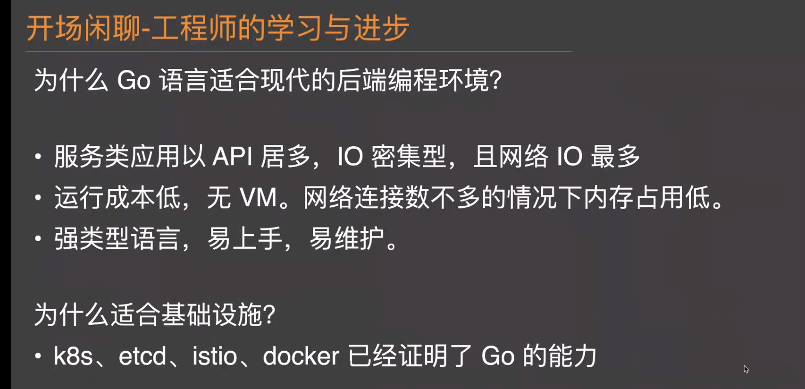 开场闲聊-工程师的学习与进步
为什么 Go 语言适合现代的后端编程环境?
• 服务类应用以 API 居多，IO 密集型，且网络 IO 最多
• 运行成本低，无 VM。网络连接数不多的情况下内存占用低。
• 强类型语言，易上手，易维护。
为什么适合基础设施?
• k8s、etcd、istio、docker 已经证明了 Go 的能力